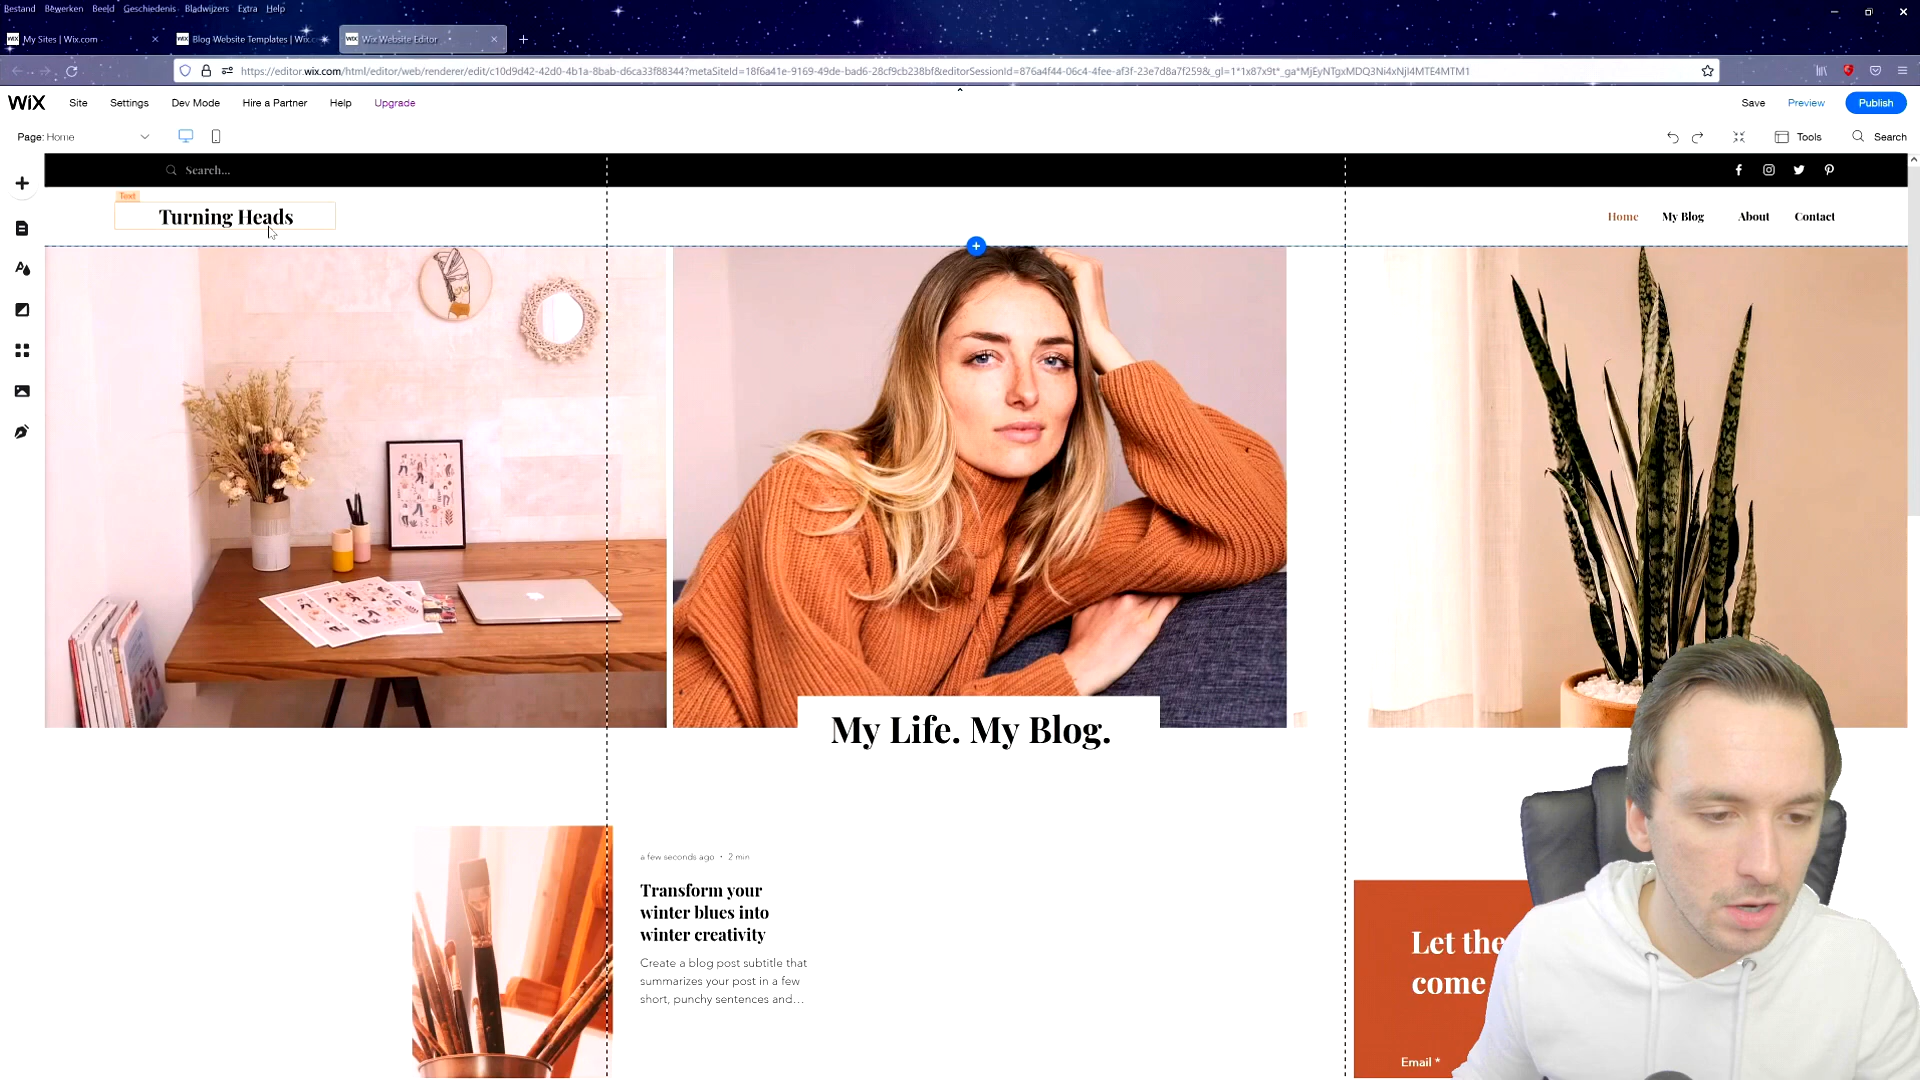 Bestand Bewerken Beeld Geschiedenis Bladwijzers Extra Help
My Sites | Wix.com
Blog Website Templates | Wix.c
Wix Website Editor
https://editor.wix.com/html/editor/web/renderer/edit/c10d9d42-42d0-4b1a-8bab-d6ca33f88344?metaSiteId=18f6a41e-9169-49de-bad6-28cf9cb238bf&editorSessionId=876a4f44-06c4-4fee-af3f-23e7d8a7f259&_gl=1*1x87x9t*_ga*MjEyNTgxMDQ3Ni4xNjI4MTE4MTM1
WiX Site Settings Dev Mode Hire a Partner Help Upgrade Save Preview Publish
Page: Home Tools Search
Search...
Text
Turning Heads
Home My Blog About Contact
My Life. My Blog.
a few seconds ago · 2 min
Transform your
winter blues into
winter creativity
Create a blog post subtitle that
summarizes your post in a few
short, punchy sentences and...
Let the
come
Email *